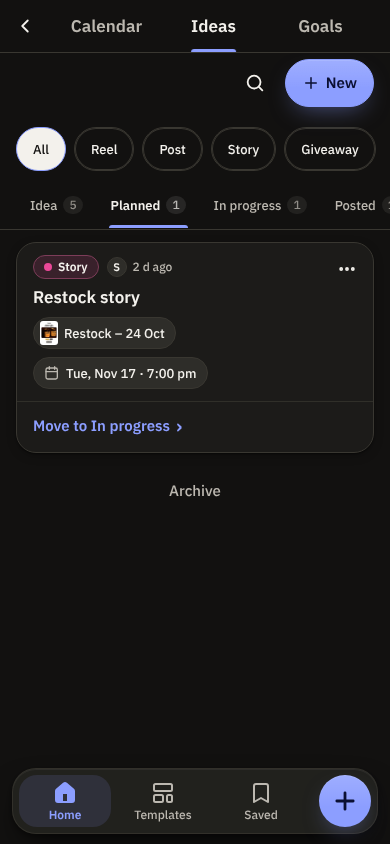 Calendar Ideas Goals
New
All Reel Post Story Giveaway
Idea 5 Planned 1 In progress 1 Posted
Story S 2 d ago
Restock story
Restock – 24 Oct
Tue, Nov 17 · 7:00 pm
Move to In progress
Archive
Home Templates Saved